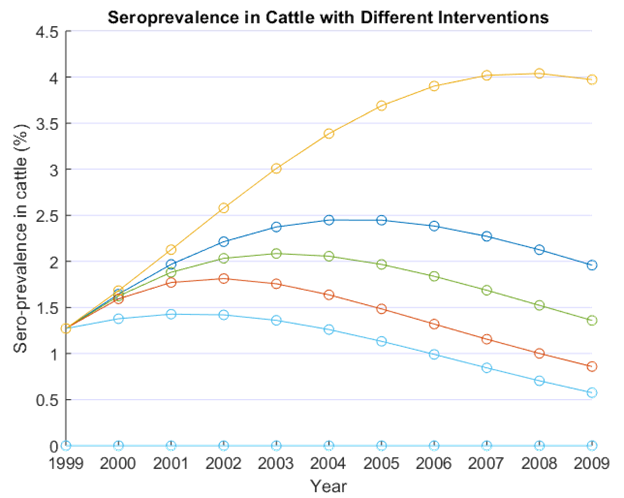 Seroprevalence in Cattle with Different Interventions
4.5
4
3.5
3
2.5
2
1.5
1
0.5
0
Sero-prevalence in cattle (%)
1999 2000 2001 2002 2003 2004 2005 2006 2007 2008 2009
Year